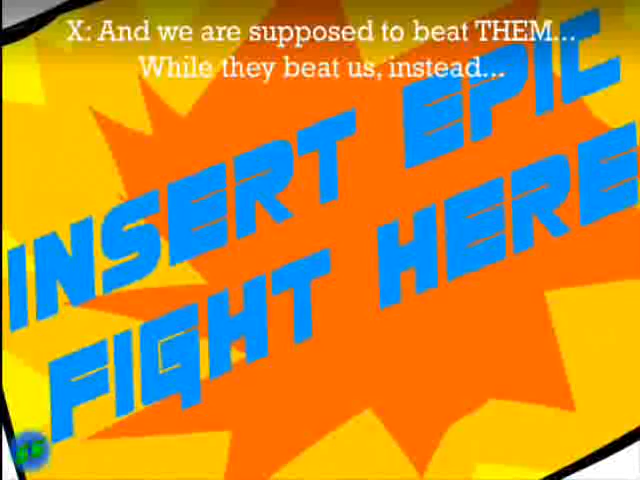 X: And we are supposed to beat THEM...
While they beat us, instead...
INSERT EPIC
FIGHT HERE